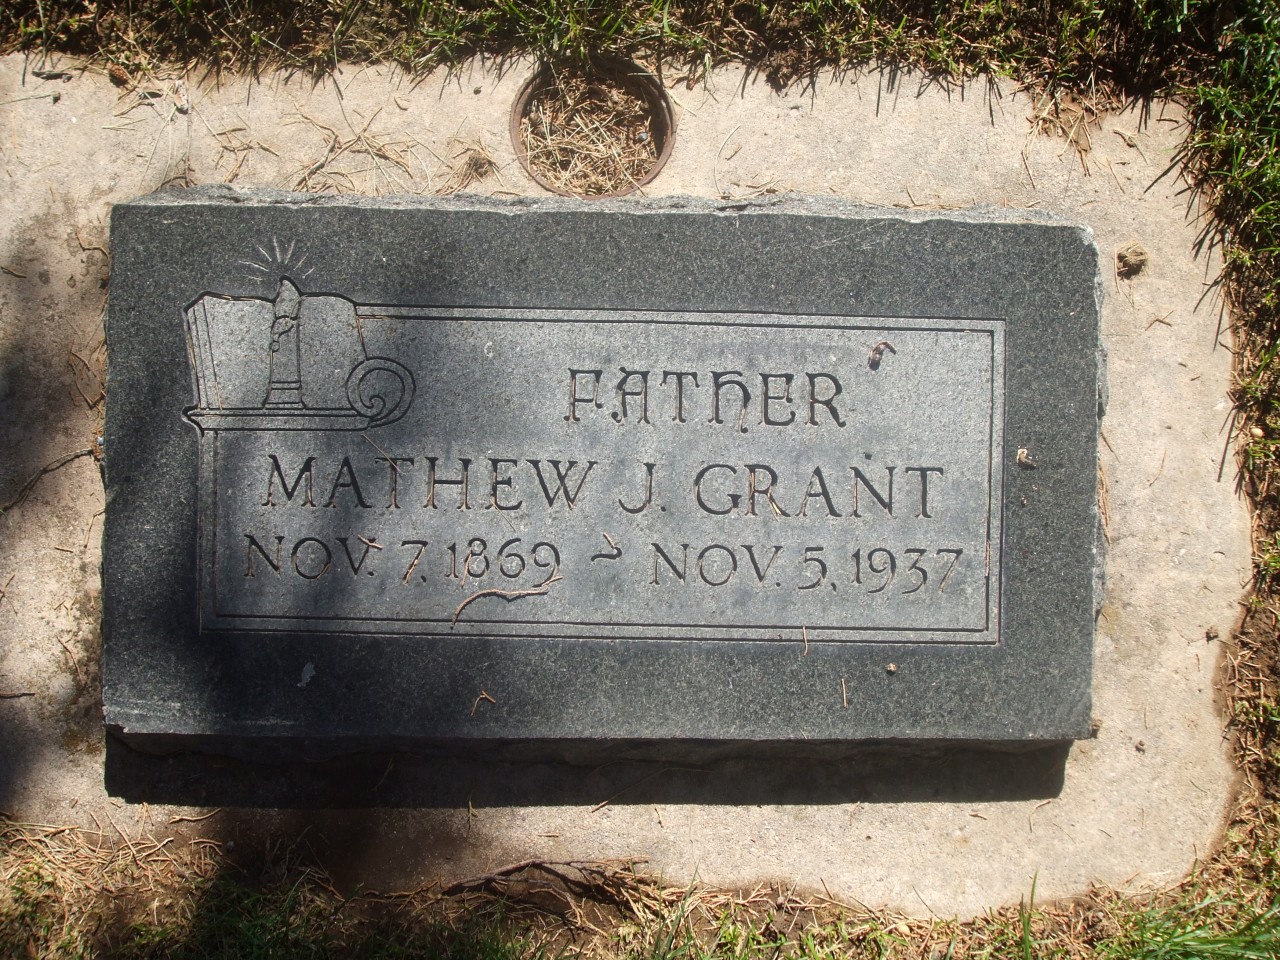 FATHER
MATHEW J. GRANT
NOV. 7, 1869 ~ NOV. 5, 1937